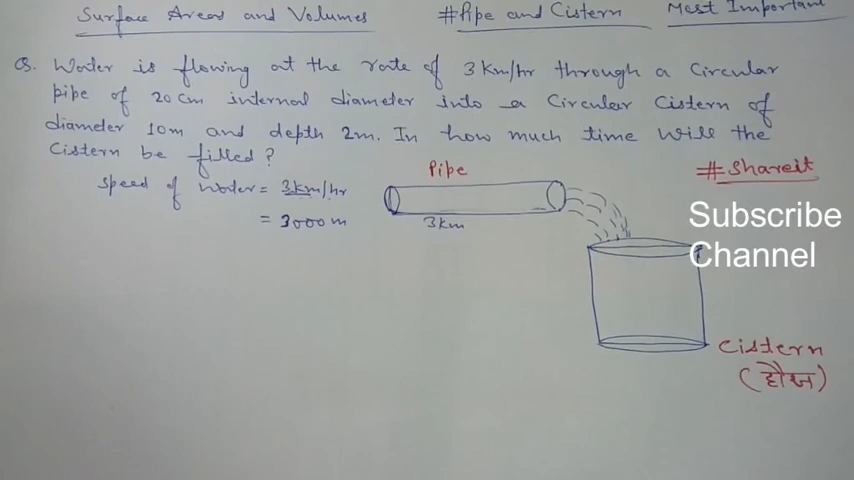 Surface Areas and Volumes #Pipe and Cistern Most Important
Q. Water is flowing at the rate of 3 km/hr through a Circular
pipe of 20 cm internal diameter into a Circular Cistern of
diameter 10m and depth 2m. In how much time will the
Cistern be filled?
Pipe
#Shareit
Speed of Water = 3km/hr
= 3000 m
3km
Subscribe
Channel
Cistern
(हौज)